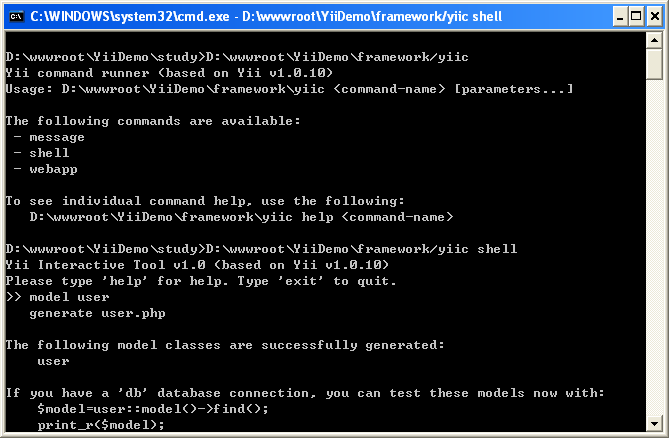 C:\WINDOWS\system32\cmd.exe - D:\wwwroot\YiiDemo\framework/yiic shell
D:\wwwroot\YiiDemo\study>D:\wwwroot\YiiDemo\framework/yiic
Yii command runner (based on Yii v1.0.10)
Usage: D:\wwwroot\YiiDemo\framework\yiic <command-name> [parameters...]
The following commands are available:
- message
- shell
- webapp
To see individual command help, use the following:
D:\wwwroot\YiiDemo\framework\yiic help <command-name>
D:\wwwroot\YiiDemo\study>D:\wwwroot\YiiDemo\framework/yiic shell
Yii Interactive Tool v1.0 (based on Yii v1.0.10)
Please type 'help' for help. Type 'exit' to quit.
>> model user
generate user.php
The following model classes are successfully generated:
user
If you have a 'db' database connection, you can test these models now with:
$model=user::model()->find();
print_r($model);